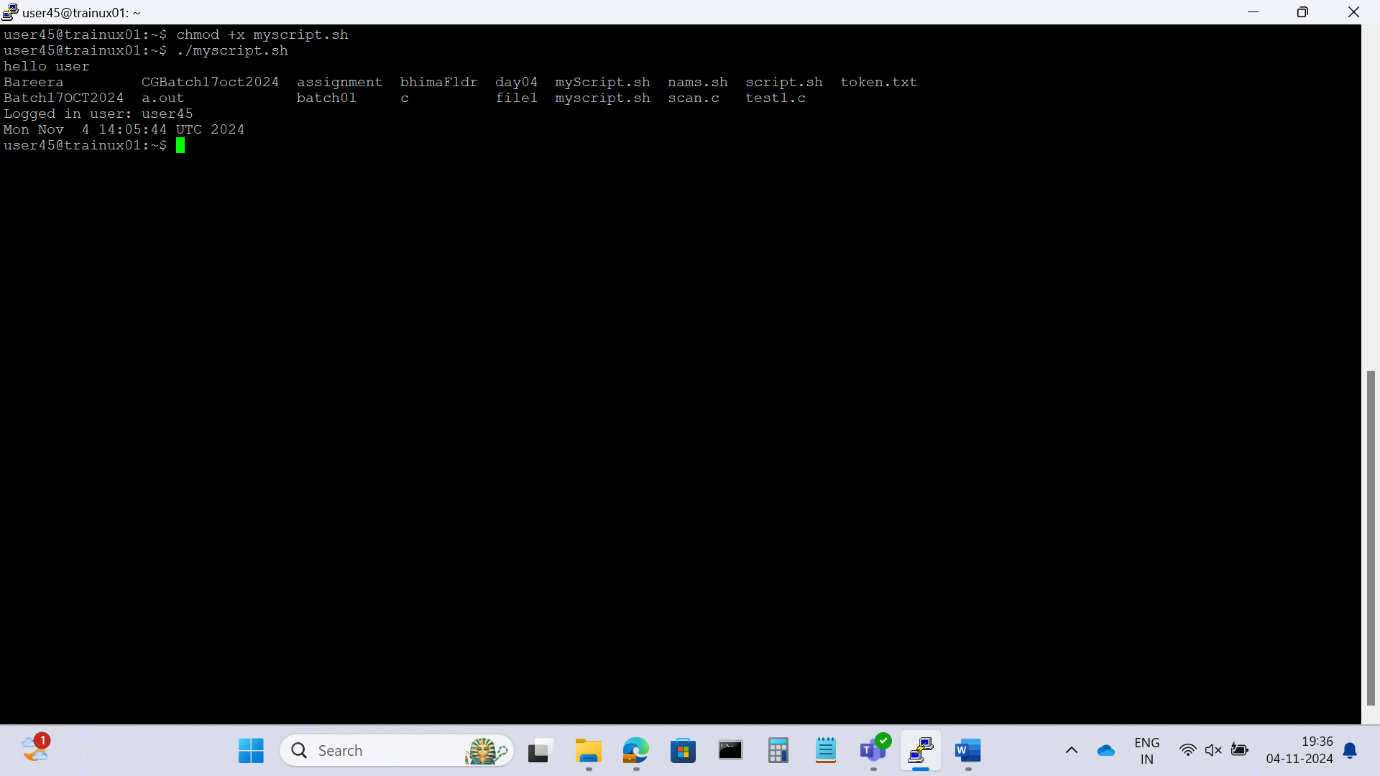 user45@trainux01: ~
user45@trainux01:~$ chmod +x myscript.sh
user45@trainux01:~$ ./myscript.sh
hello user
Bareera         CGBatch17oct2024  assignment  bhimaFldr  day04  myScript.sh  nams.sh  script.sh  token.txt
Batch17OCT2024  a.out             batch01     c          file1  myscript.sh  scan.c   test1.c
Logged in user: user45
Mon Nov  4 14:05:44 UTC 2024
user45@trainux01:~$
1
Search
T
W
ENG
IN
19:36
04-11-2024